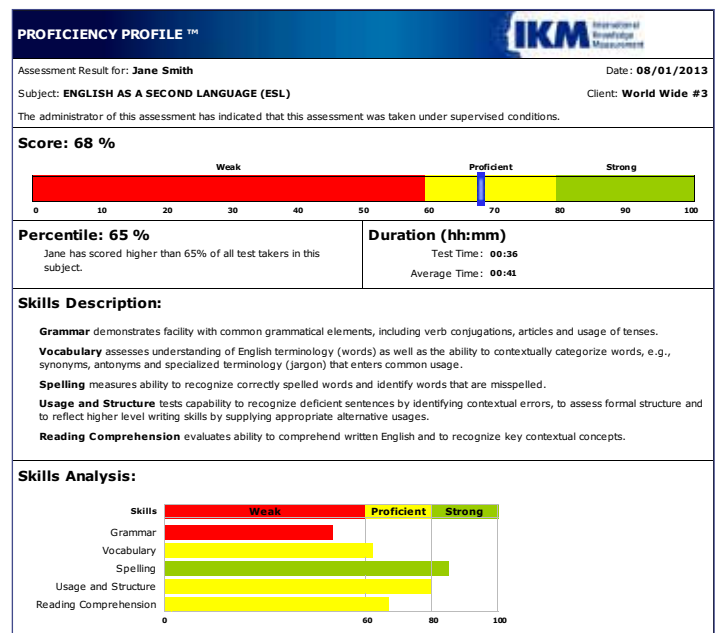 PROFICIENCY PROFILE ™
IKM International Knowledge Measurement
Assessment Result for: Jane Smith
Date: 08/01/2013
Subject: ENGLISH AS A SECOND LANGUAGE (ESL)
Client: World Wide #3
The administrator of this assessment has indicated that this assessment was taken under supervised conditions.
Score: 68 %
Weak Proficient Strong
0 10 20 30 40 50 60 70 80 90 100
Percentile: 65 %
Jane has scored higher than 65% of all test takers in this
subject.
Duration (hh:mm)
Test Time: 00:36
Average Time: 00:41
Skills Description:
Grammar demonstrates facility with common grammatical elements, including verb conjugations, articles and usage of tenses.
Vocabulary assesses understanding of English terminology (words) as well as the ability to contextually categorize words, e.g.,
synonyms, antonyms and specialized terminology (jargon) that enters common usage.
Spelling measures ability to recognize correctly spelled words and identify words that are misspelled.
Usage and Structure tests capability to recognize deficient sentences by identifying contextual errors, to assess formal structure and
to reflect higher level writing skills by supplying appropriate alternative usages.
Reading Comprehension evaluates ability to comprehend written English and to recognize key contextual concepts.
Skills Analysis:
Skills Weak Proficient Strong
Grammar
Vocabulary
Spelling
Usage and Structure
Reading Comprehension
0 60 80 100